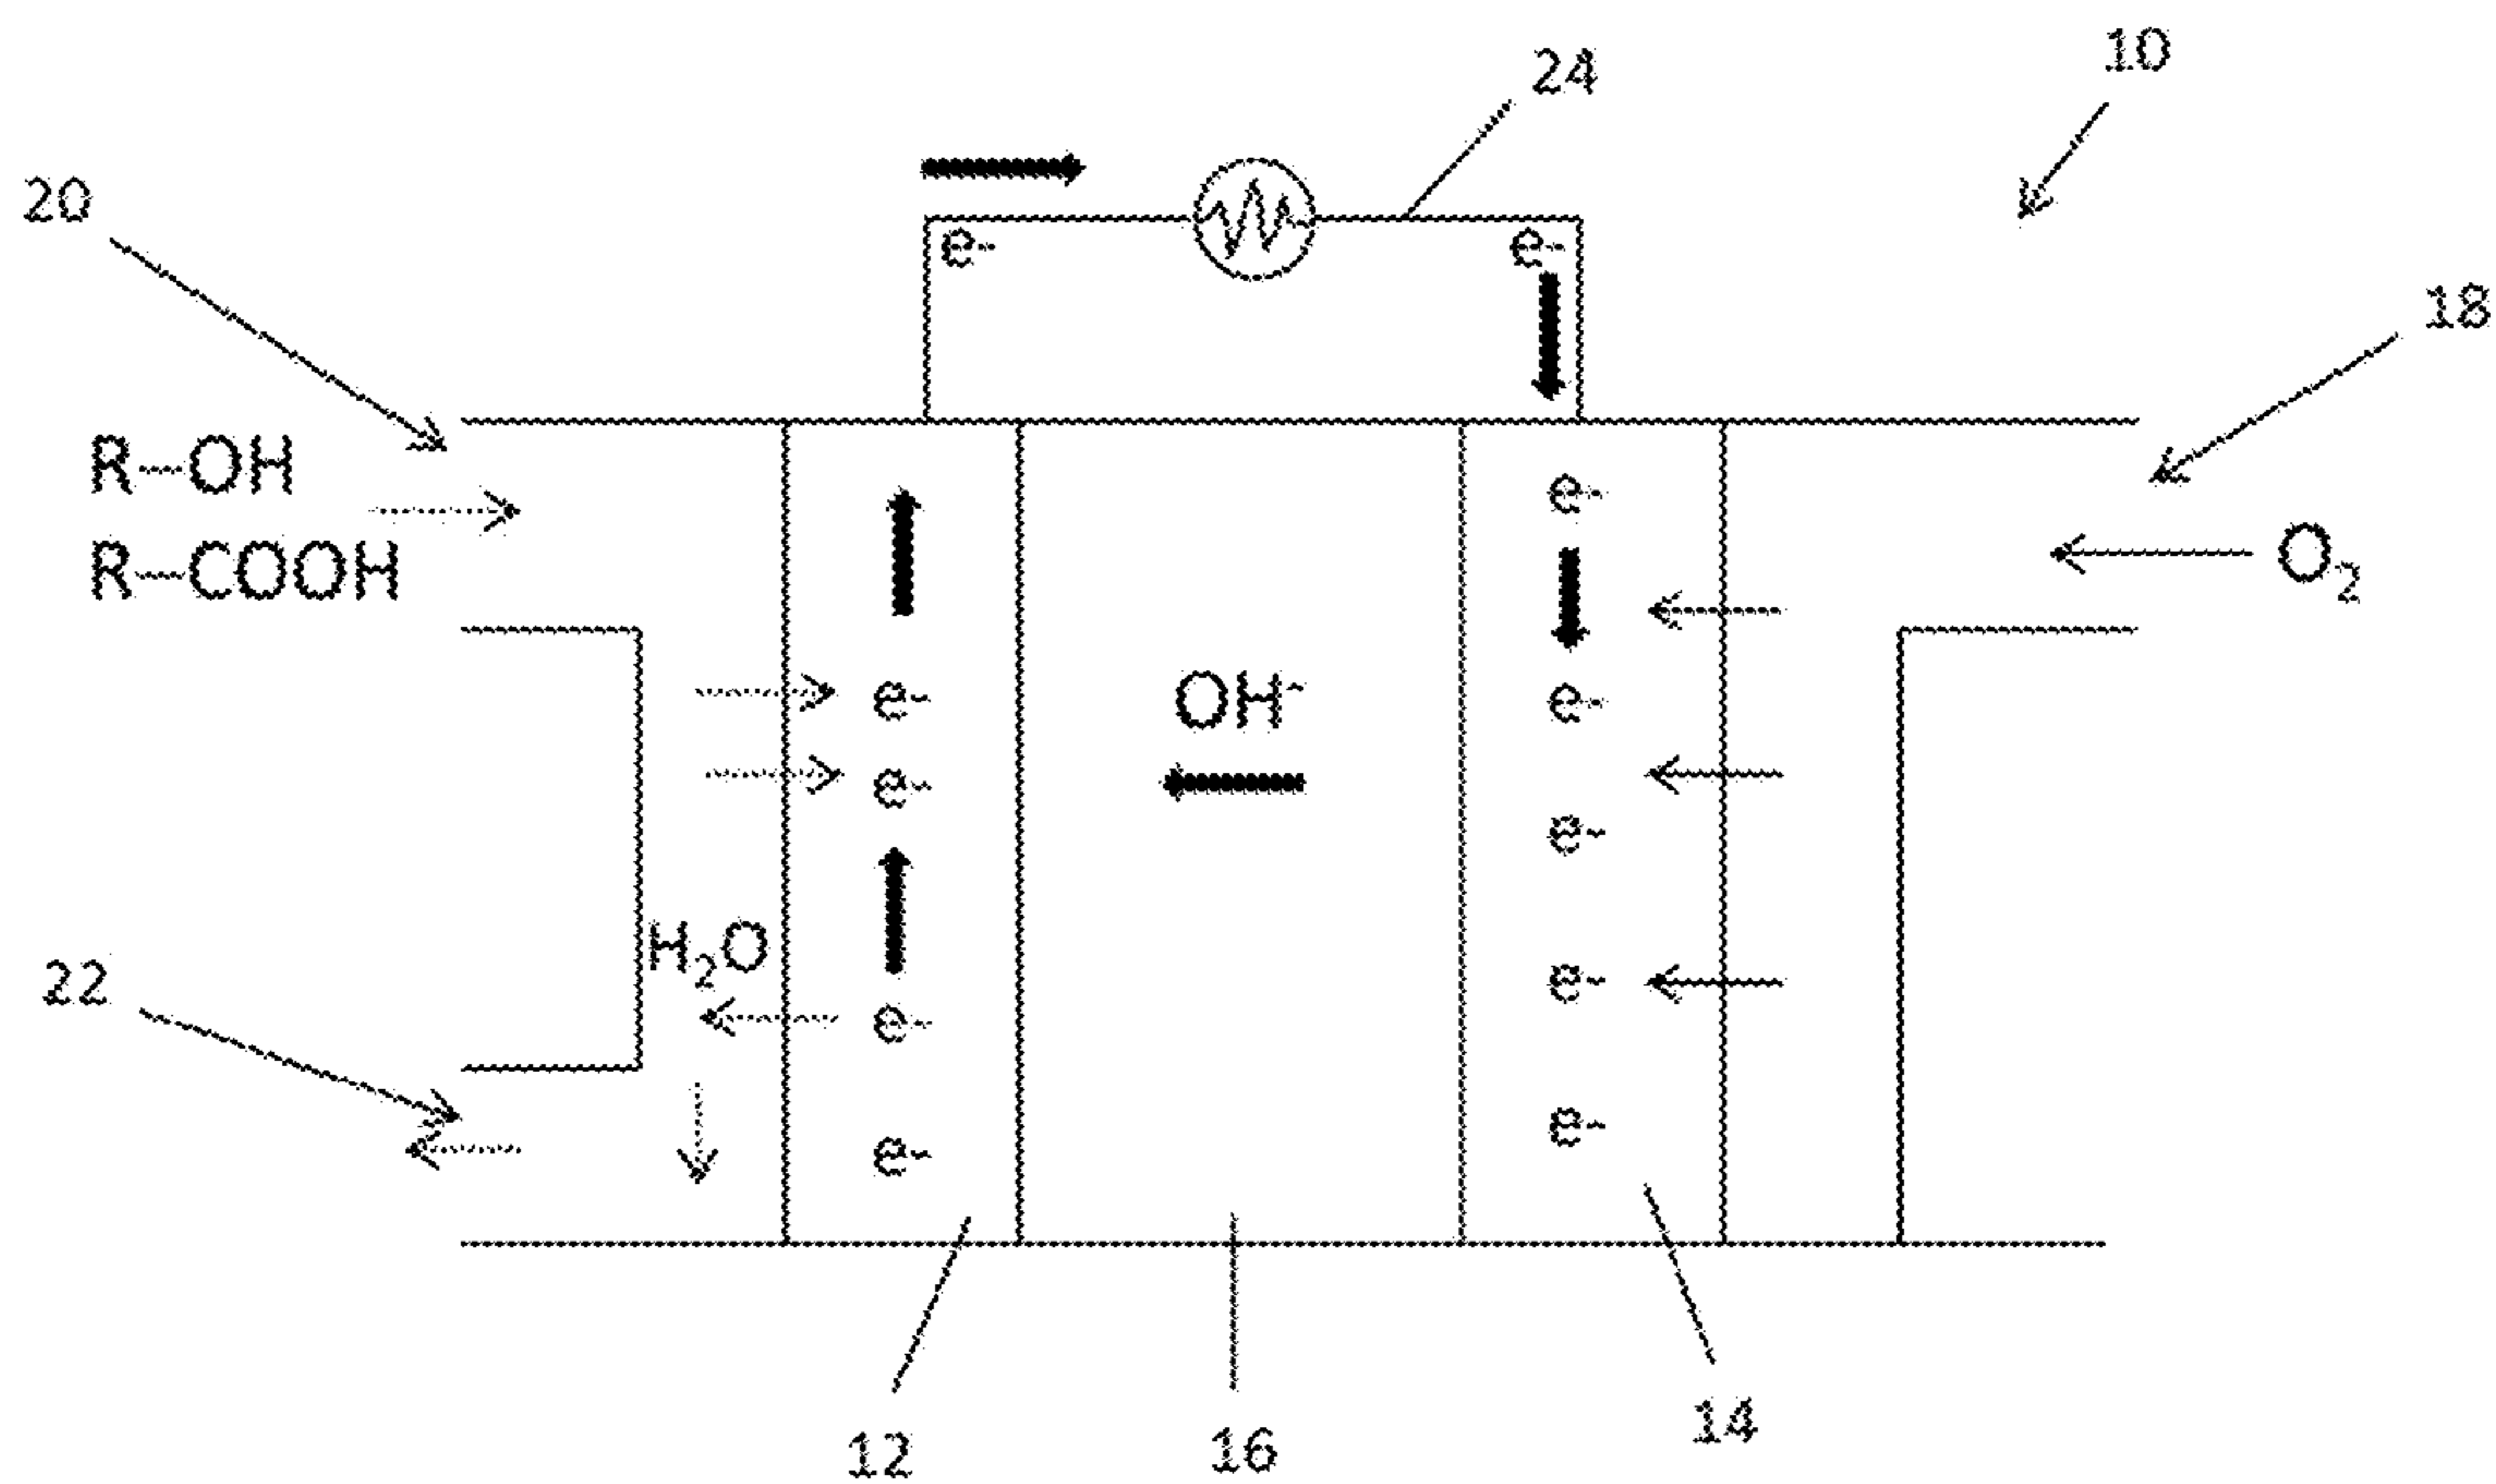 10
24
20
18
e-
e-
R-OH
R-COOH
O₂
e-
e-
e-
OH⁻
e-
e-
H₂O
e-
22
e-
e-
e-
12
16
14